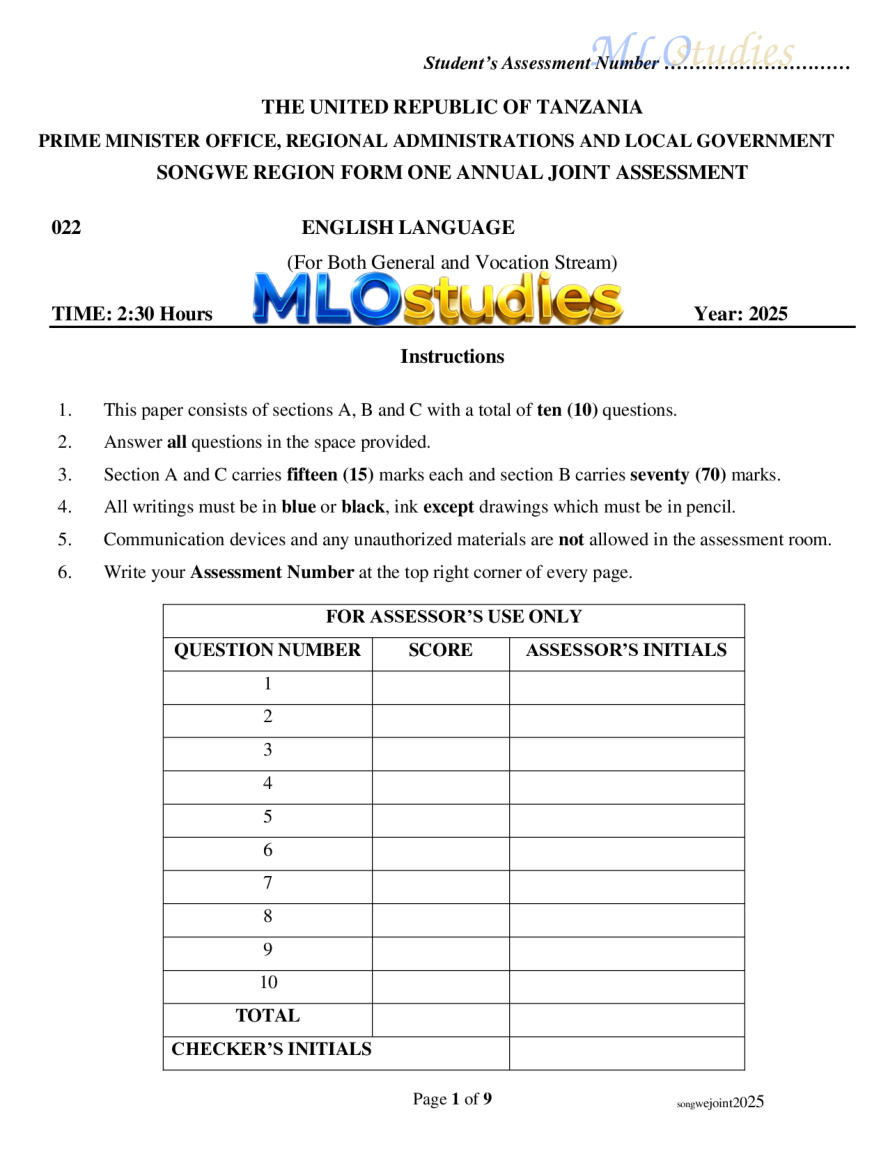 MLOstudies
Student's Assessment Number ................................
THE UNITED REPUBLIC OF TANZANIA
PRIME MINISTER OFFICE, REGIONAL ADMINISTRATIONS AND LOCAL GOVERNMENT
SONGWE REGION FORM ONE ANNUAL JOINT ASSESSMENT
022 ENGLISH LANGUAGE
(For Both General and Vocation Stream)
MLOstudies
TIME: 2:30 Hours Year: 2025
Instructions
1. This paper consists of sections A, B and C with a total of ten (10) questions.
2. Answer all questions in the space provided.
3. Section A and C carries fifteen (15) marks each and section B carries seventy (70) marks.
4. All writings must be in blue or black, ink except drawings which must be in pencil.
5. Communication devices and any unauthorized materials are not allowed in the assessment room.
6. Write your Assessment Number at the top right corner of every page.
FOR ASSESSOR'S USE ONLY
QUESTION NUMBER SCORE ASSESSOR'S INITIALS
1
2
3
4
5
6
7
8
9
10
TOTAL
CHECKER'S INITIALS
Page 1 of 9 songwejoint2025